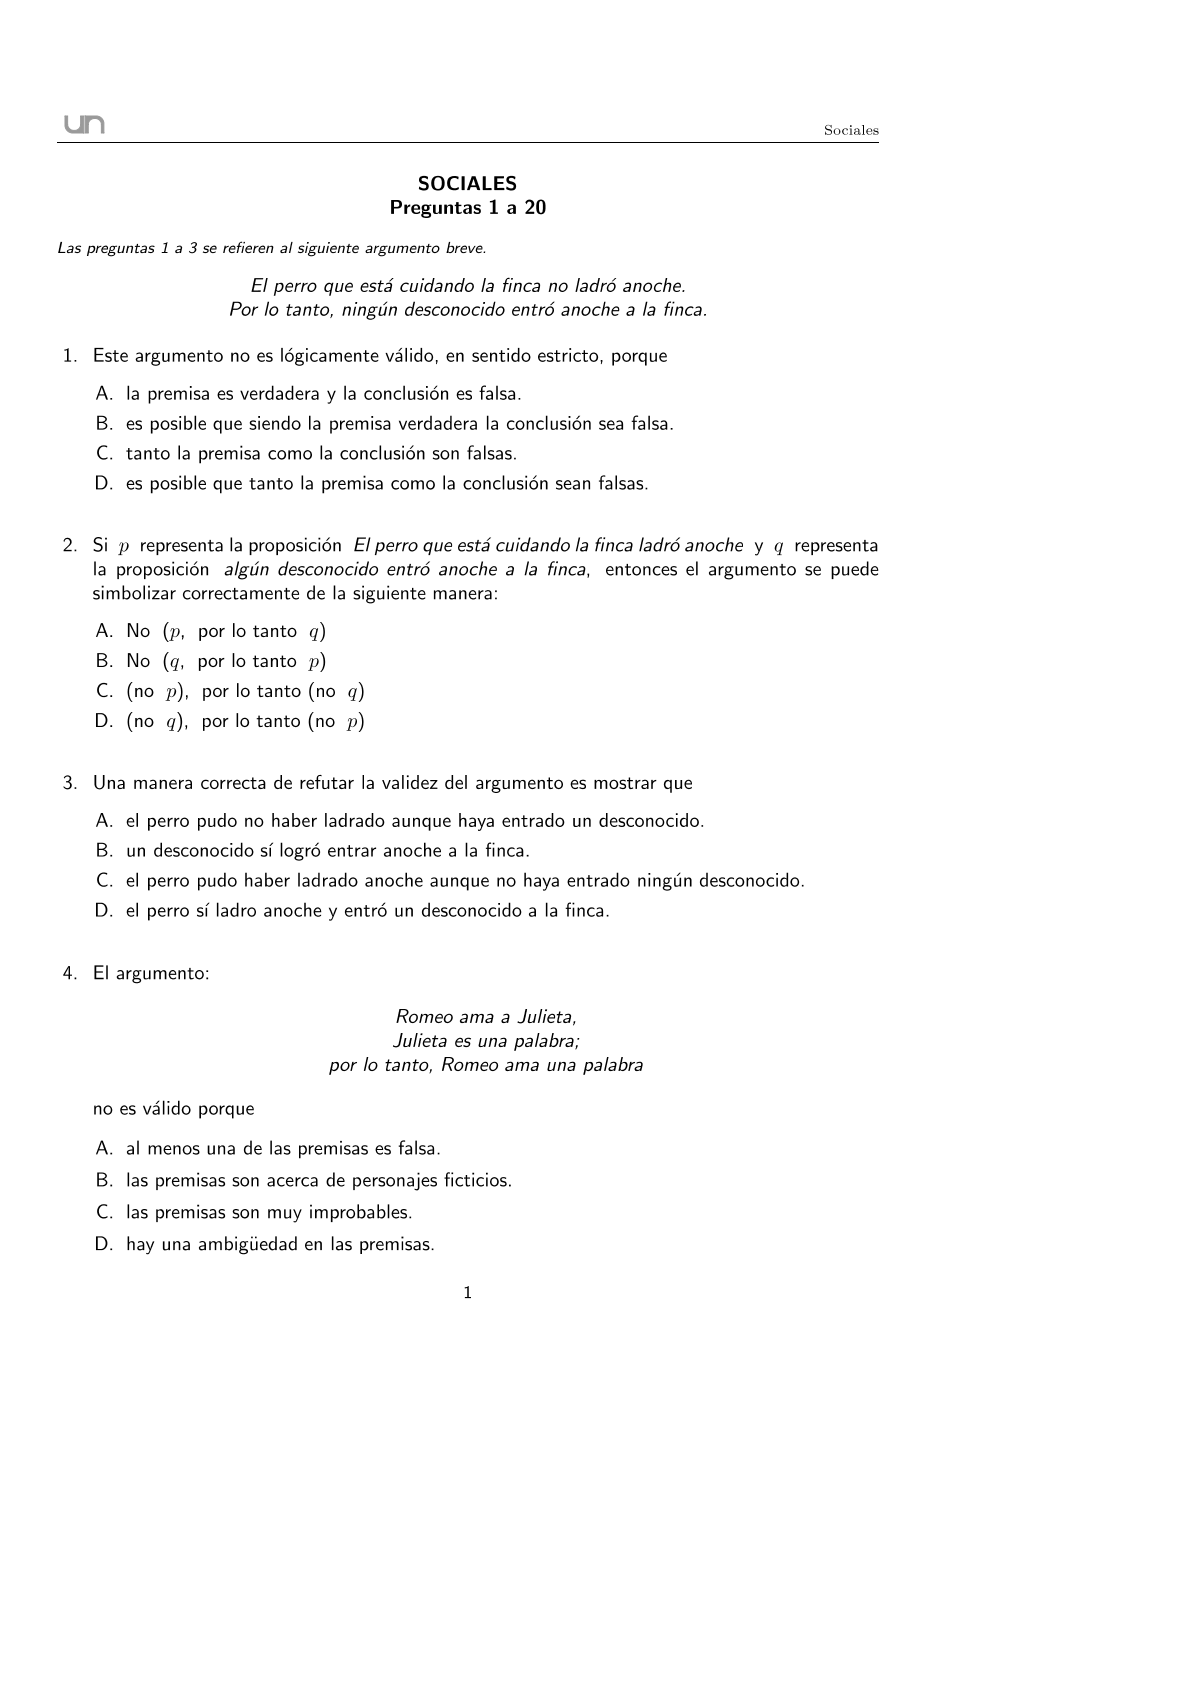 un
Sociales
SOCIALES
Preguntas 1 a 20
Las preguntas 1 a 3 se refieren al siguiente argumento breve.
El perro que está cuidando la finca no ladró anoche.
Por lo tanto, ningún desconocido entró anoche a la finca.
1. Este argumento no es lógicamente válido, en sentido estricto, porque
A. la premisa es verdadera y la conclusión es falsa.
B. es posible que siendo la premisa verdadera la conclusión sea falsa.
C. tanto la premisa como la conclusión son falsas.
D. es posible que tanto la premisa como la conclusión sean falsas.
2. Si p representa la proposición El perro que está cuidando la finca ladró anoche y q representa
la proposición algún desconocido entró anoche a la finca, entonces el argumento se puede
simbolizar correctamente de la siguiente manera:
A. No (p, por lo tanto q)
B. No (q, por lo tanto p)
C. (no p), por lo tanto (no q)
D. (no q), por lo tanto (no p)
3. Una manera correcta de refutar la validez del argumento es mostrar que
A. el perro pudo no haber ladrado aunque haya entrado un desconocido.
B. un desconocido sí logró entrar anoche a la finca.
C. el perro pudo haber ladrado anoche aunque no haya entrado ningún desconocido.
D. el perro sí ladro anoche y entró un desconocido a la finca.
4. El argumento:
Romeo ama a Julieta,
Julieta es una palabra;
por lo tanto, Romeo ama una palabra
no es válido porque
A. al menos una de las premisas es falsa.
B. las premisas son acerca de personajes ficticios.
C. las premisas son muy improbables.
D. hay una ambigüedad en las premisas.
1